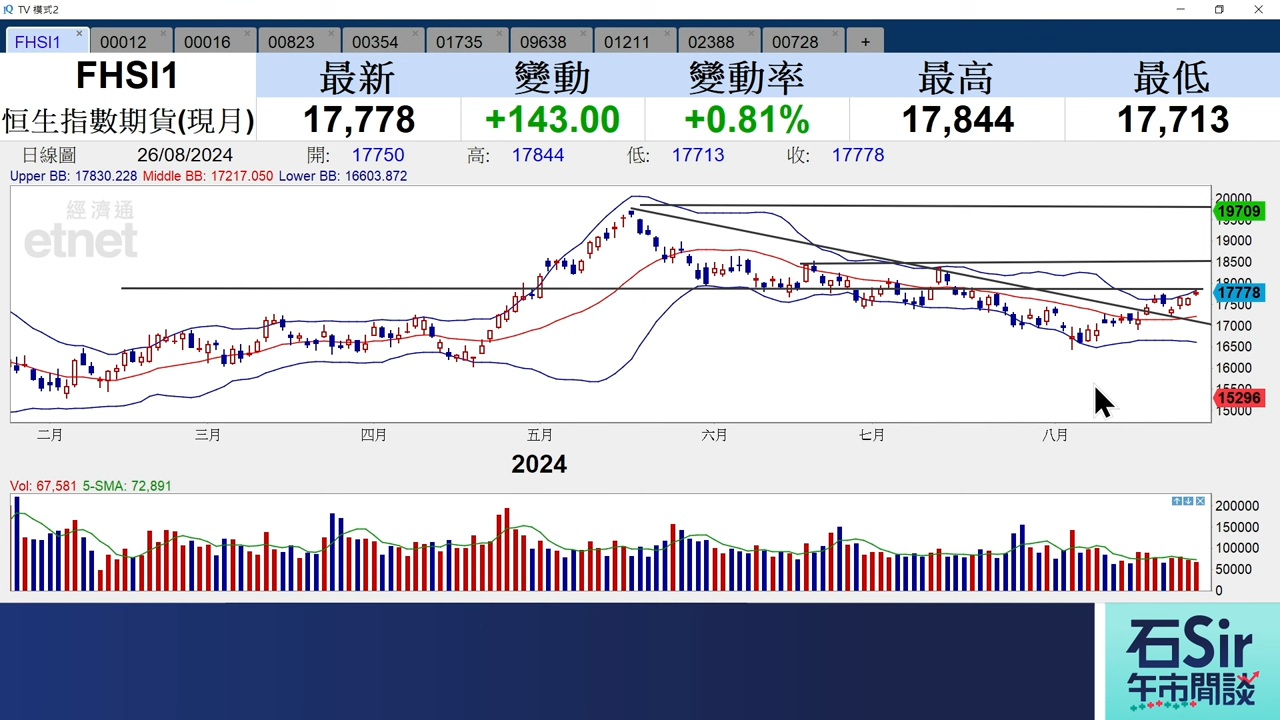 TV 模式2
FHSI1 00012 00016 00823 00354 01735 09638 01211 02388 00728 +
FHSI1 最新 變動 變動率 最高 最低
恒生指數期貨(現月) 17,778 +143.00 +0.81% 17,844 17,713
日線圖 26/08/2024 開: 17750 高: 17844 低: 17713 收: 17778
Upper BB: 17830.228 Middle BB: 17217.050 Lower BB: 16603.872
經濟通
etnet
20000
19709
19000
18500
17778
17500
17000
16500
16000
15296
15000
二月 三月 四月 五月 六月 七月 八月
2024
Vol: 67,581 5-SMA: 72,891
200000
150000
100000
50000
0
石Sir
午市閒談